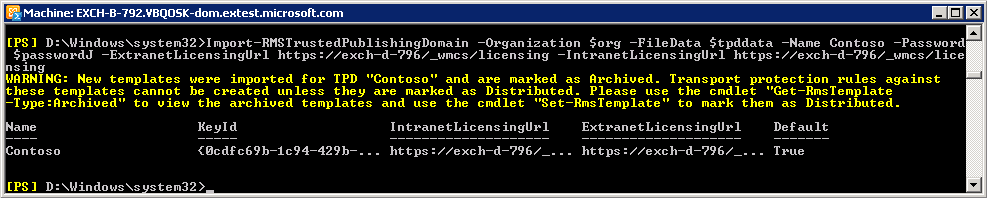 Machine: EXCH-B-792.VBQOSK-dom.extest.microsoft.com
[PS] D:\Windows\system32>Import-RMSTrustedPublishingDomain -Organization $org -FileData $tpddata -Name Contoso -Password
$passwordJ -ExtranetLicensingUrl https://exch-d-796/_wmcs/licensing -IntranetLicensingUrl https://exch-d-796/_wmcs/lice
nsing
WARNING: New templates were imported for TPD "Contoso" and are marked as Archived. Transport protection rules against
these templates cannot be created unless they are marked as Distributed. Please use the cmdlet "Get-RmsTemplate
-Type:Archived" to view the archived templates and use the cmdlet "Set-RmsTemplate" to mark them as Distributed.
Name KeyId IntranetLicensingUrl ExtranetLicensingUrl Default
---- ----- -------------------- -------------------- -------
Contoso {0cdfc69b-1c94-429b-... https://exch-d-796/_... https://exch-d-796/_... True
[PS] D:\Windows\system32>_